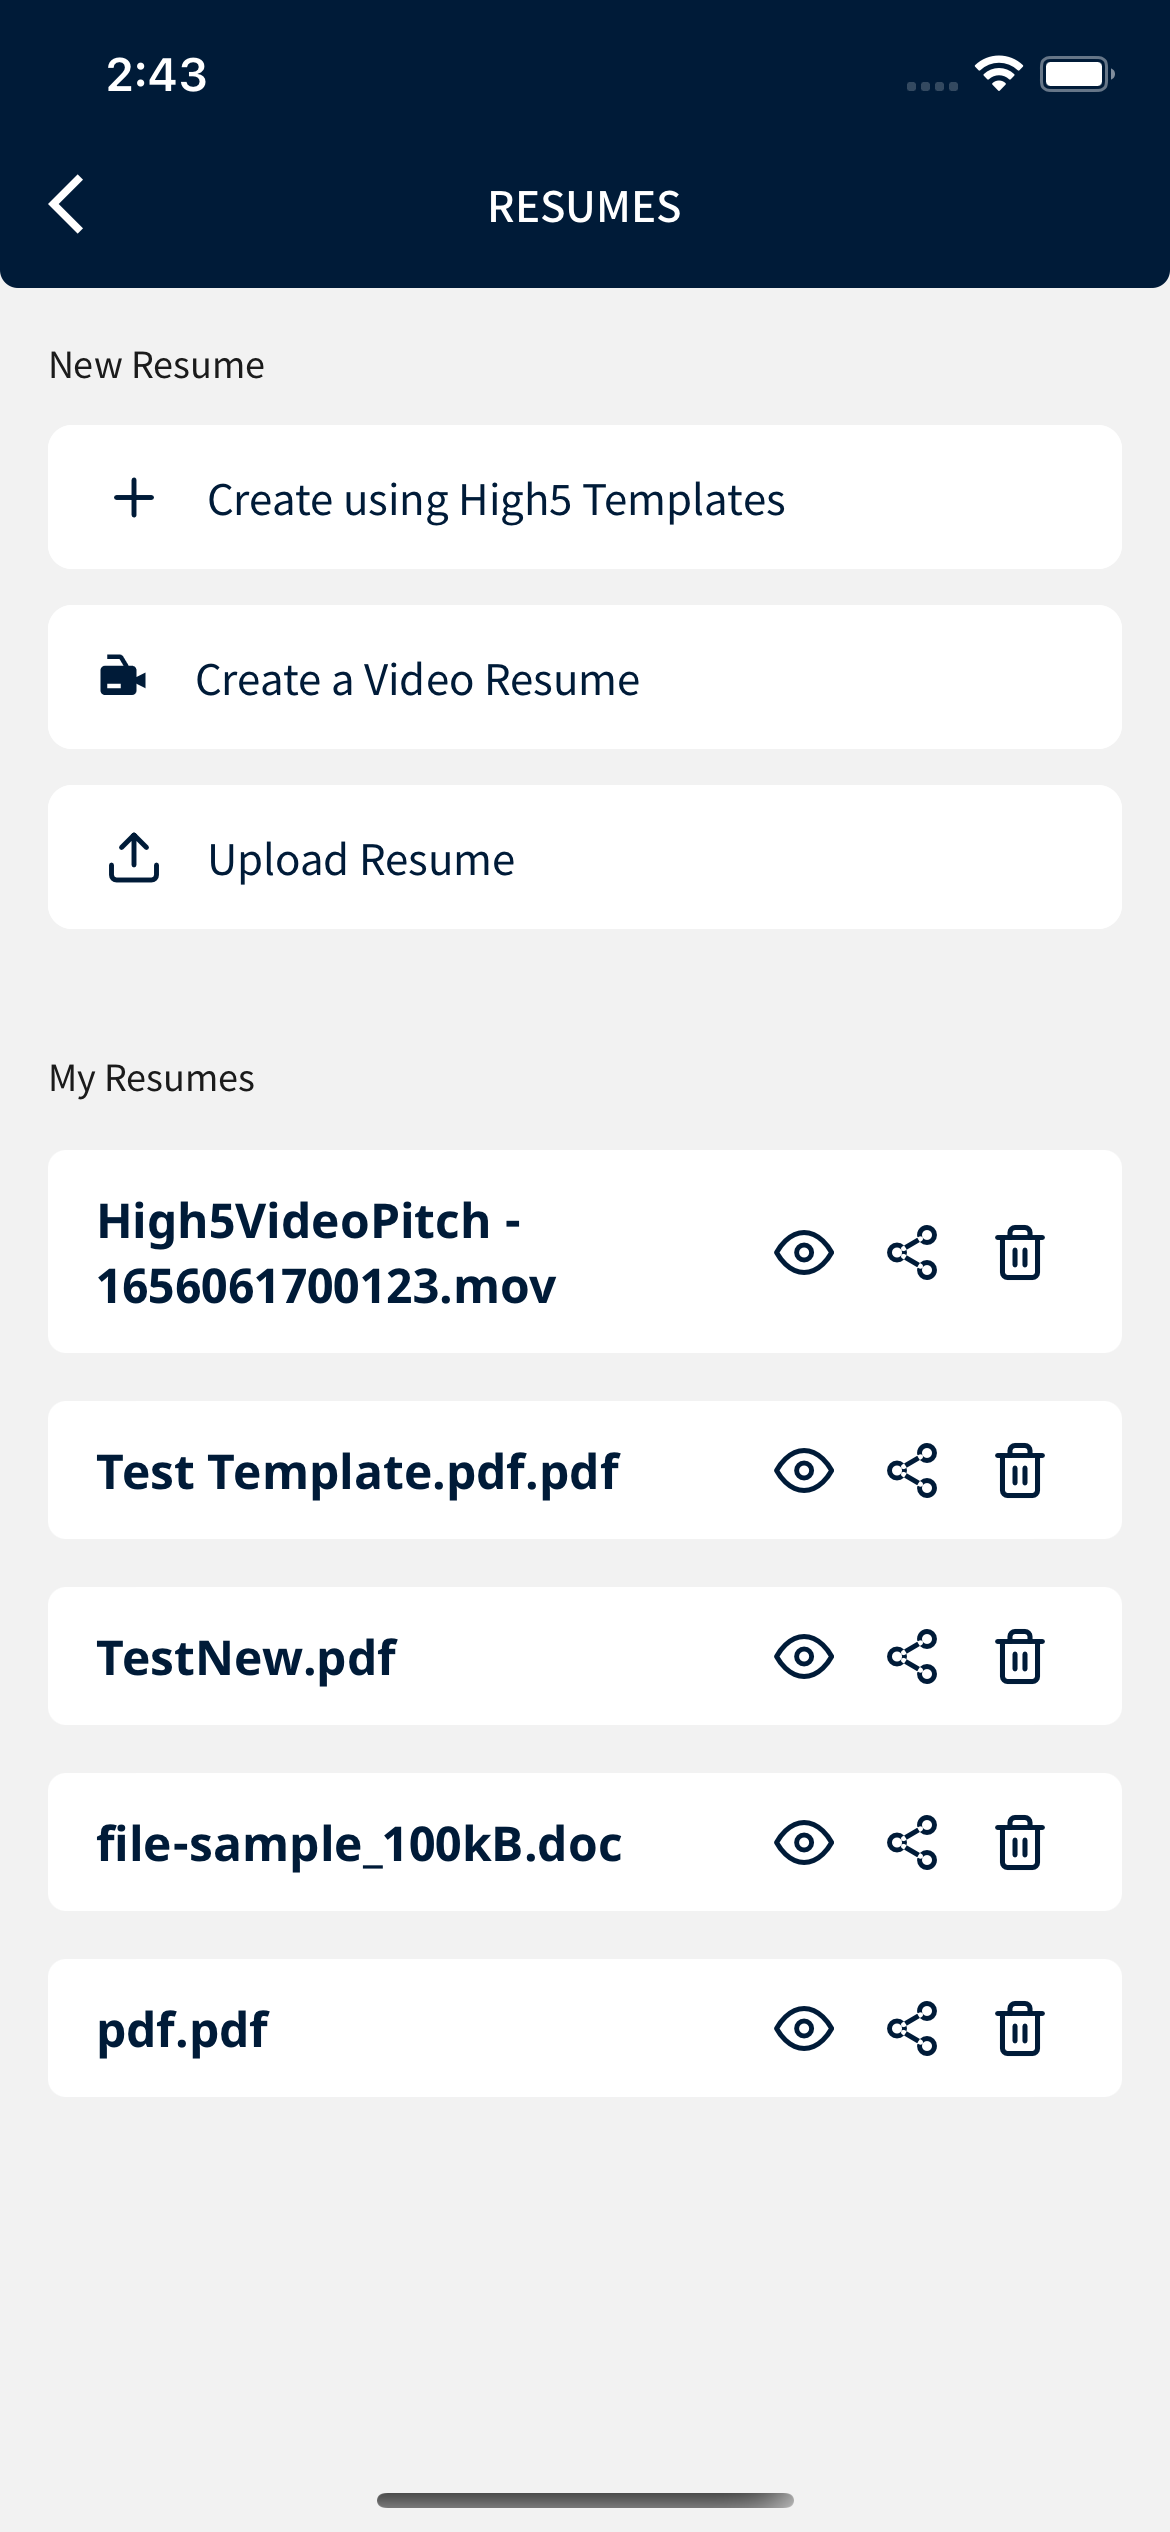 2:43
RESUMES
New Resume
Create using High5 Templates
Create a Video Resume
Upload Resume
My Resumes
High5VideoPitch -
1656061700123.mov
Test Template.pdf.pdf
TestNew.pdf
file-sample_100kB.doc
pdf.pdf